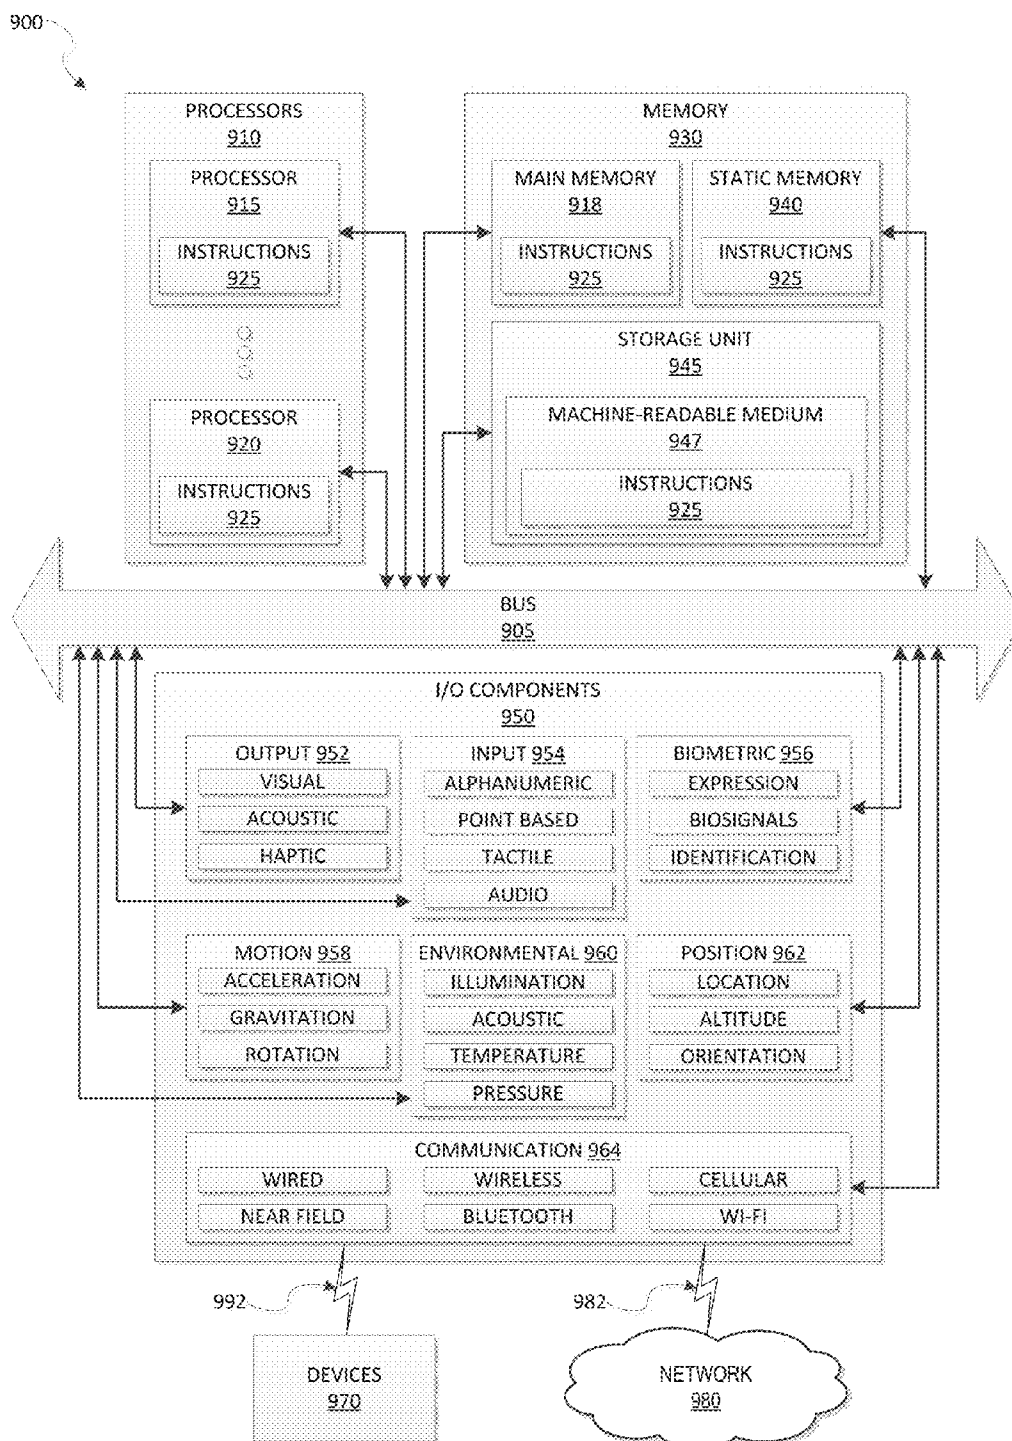 900
PROCESSORS
910
PROCESSOR
915
INSTRUCTIONS
925
PROCESSOR
920
INSTRUCTIONS
925
MEMORY
930
MAIN MEMORY
918
INSTRUCTIONS
925
STATIC MEMORY
940
INSTRUCTIONS
925
STORAGE UNIT
945
MACHINE-READABLE MEDIUM
947
INSTRUCTIONS
925
BUS
905
I/O COMPONENTS
950
OUTPUT 952
VISUAL
ACOUSTIC
HAPTIC
INPUT 954
ALPHANUMERIC
POINT BASED
TACTILE
AUDIO
BIOMETRIC 956
EXPRESSION
BIOSIGNALS
IDENTIFICATION
MOTION 958
ACCELERATION
GRAVITATION
ROTATION
ENVIRONMENTAL 960
ILLUMINATION
ACOUSTIC
TEMPERATURE
PRESSURE
POSITION 962
LOCATION
ALTITUDE
ORIENTATION
COMMUNICATION 964
WIRED
WIRELESS
CELLULAR
NEAR FIELD
BLUETOOTH
WI-FI
992
982
DEVICES
970
NETWORK
980